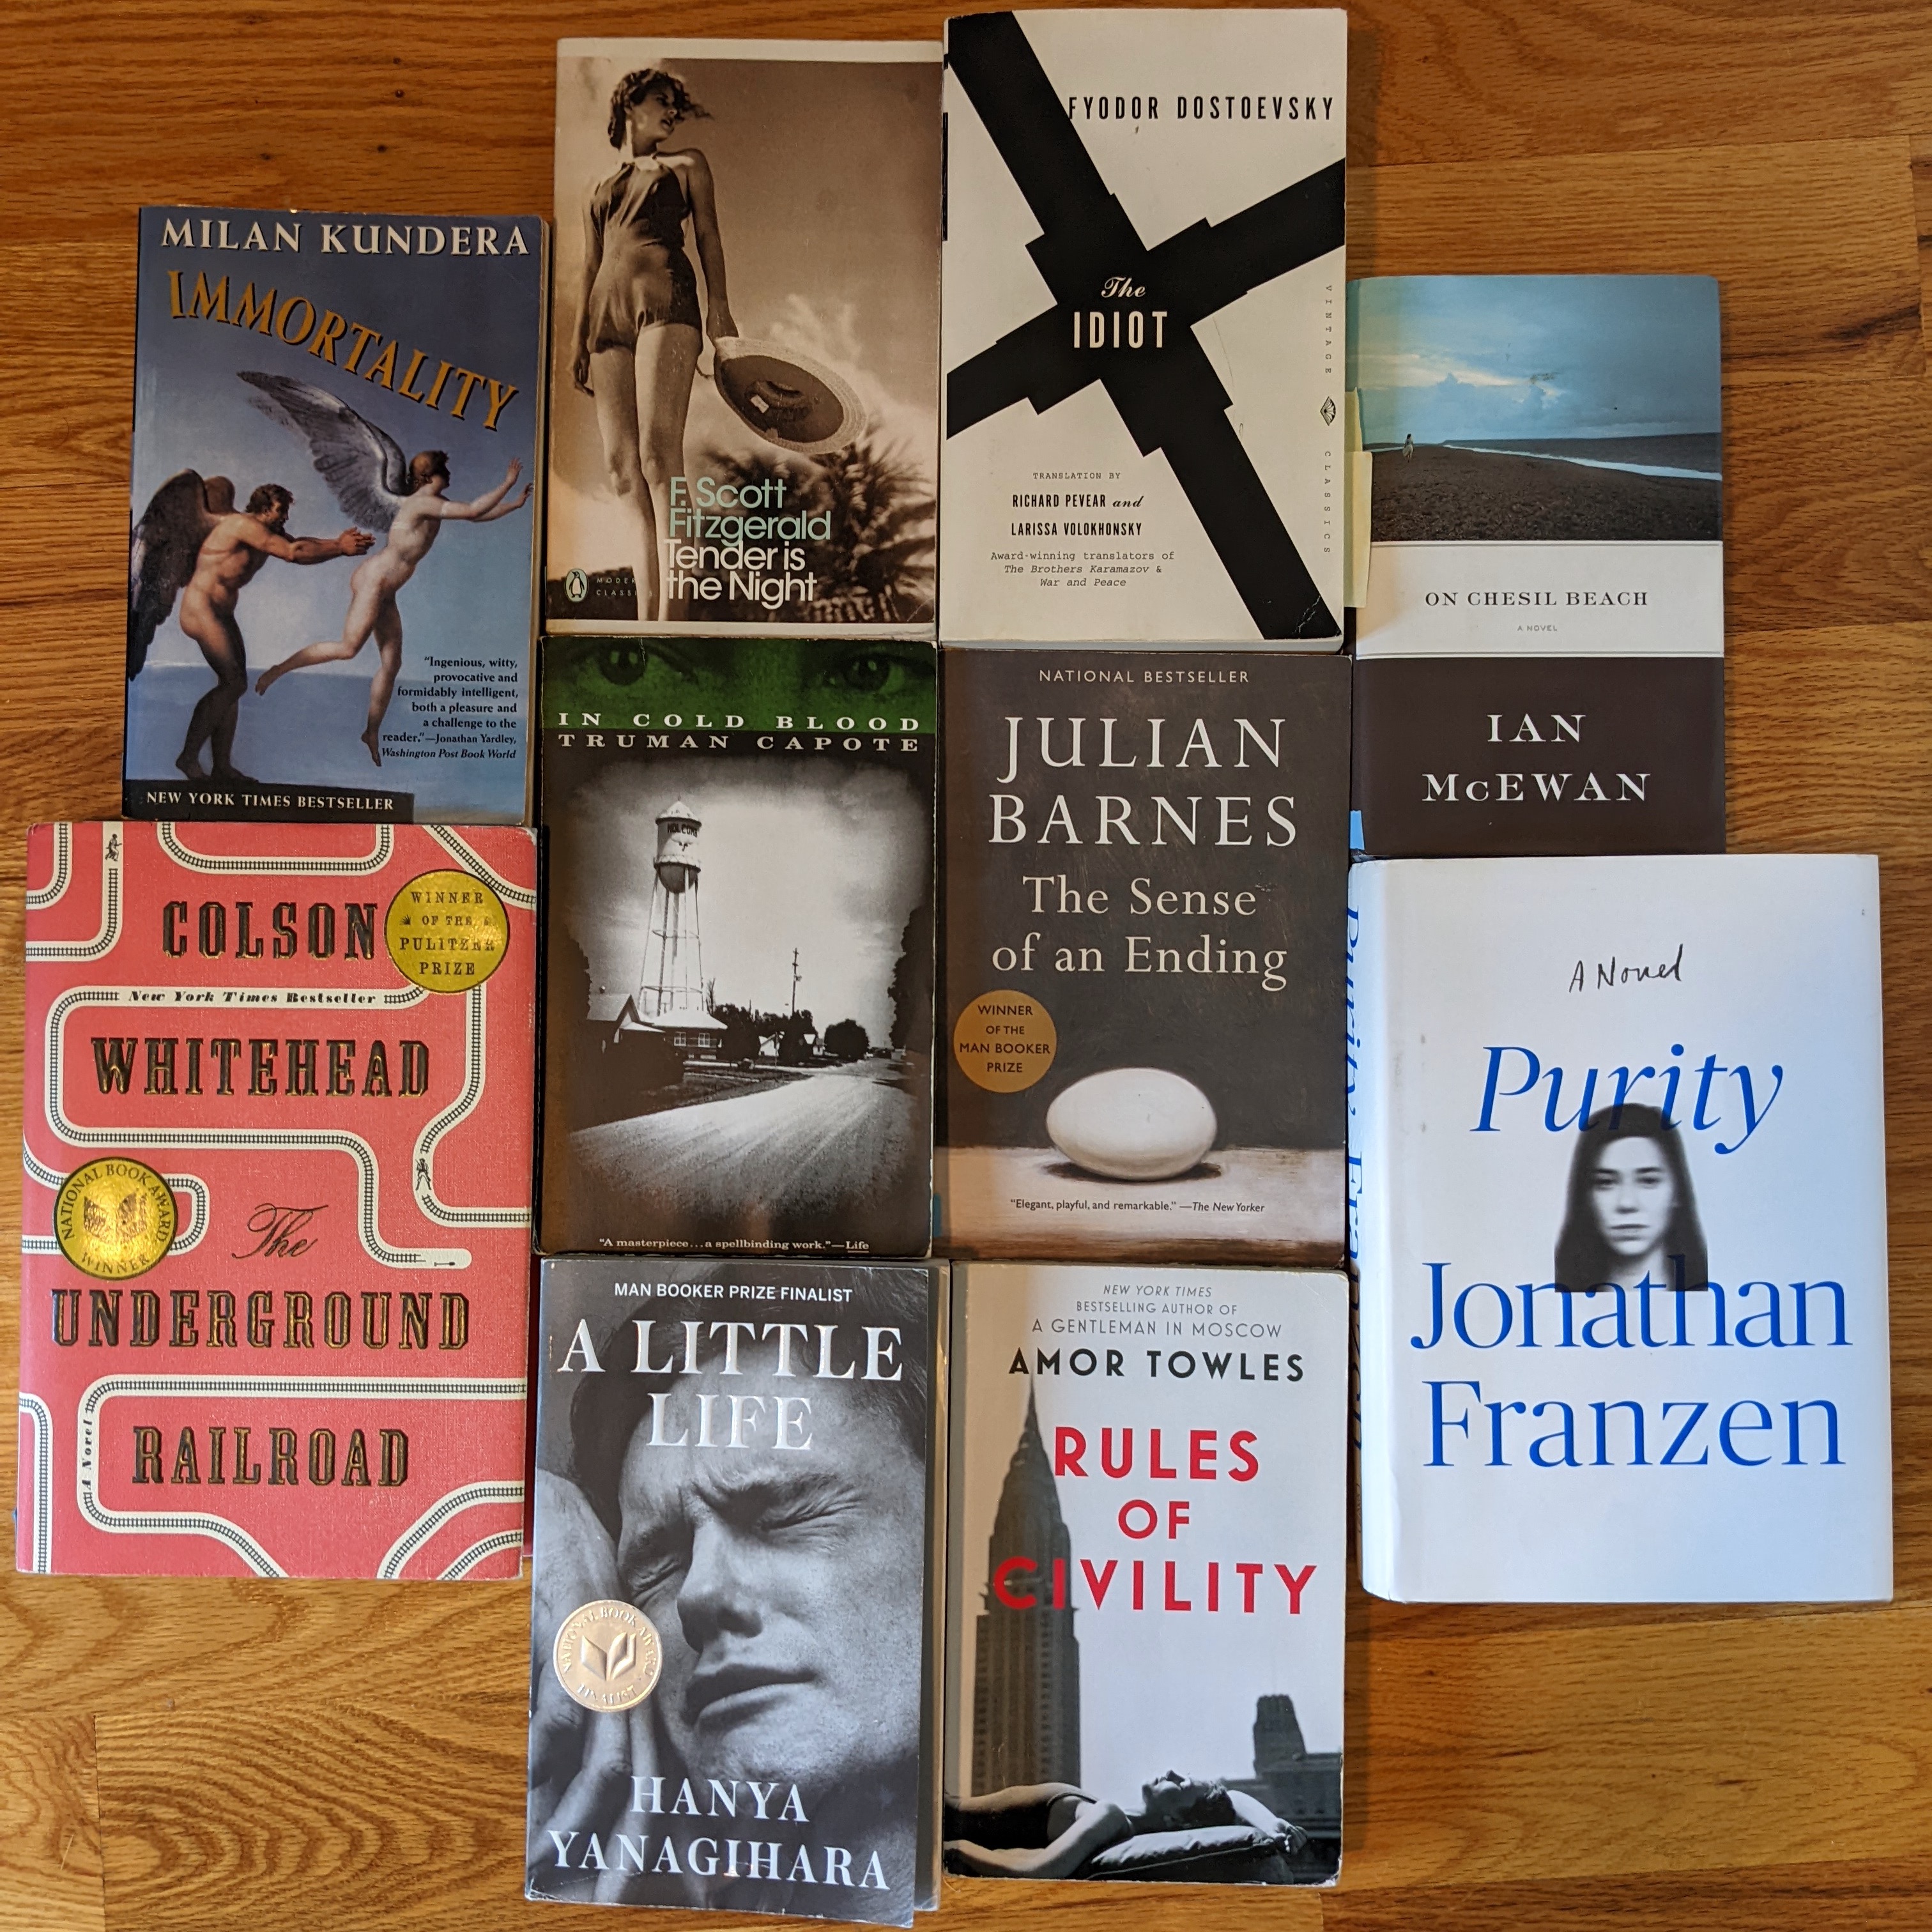 MILAN KUNDERA
IMMORTALITY
"Ingenious, witty,
provocative and
formidably intelligent,
both a pleasure and
a challenge to the
reader."—Jonathan Yardley,
Washington Post Book World
NEW YORK TIMES BESTSELLER
F. Scott
Fitzgerald
Tender is
the Night
MODERN
CLASSICS
FYODOR DOSTOEVSKY
The
IDIOT
TRANSLATION BY
RICHARD PEVEAR and
LARISSA VOLOKHONSKY
Award-winning translators of
The Brothers Karamazov &
War and Peace
VINTAGE CLASSICS
ON CHESIL BEACH
A NOVEL
IAN
McEWAN
COLSON
WINNER
OF THE
PULITZER
PRIZE
New York Times Bestseller
WHITEHEAD
NATIONAL BOOK AWARD
WINNER
The
UNDERGROUND
RAILROAD
A Novel
IN COLD BLOOD
TRUMAN CAPOTE
HOLCOMB
"A masterpiece...a spellbinding work."—Life
NATIONAL BESTSELLER
JULIAN
BARNES
The Sense
of an Ending
WINNER
OF THE
MAN BOOKER
PRIZE
"Elegant, playful, and remarkable." —The New Yorker
A Novel
Purity
Jonathan
Franzen
Purity
MAN BOOKER PRIZE FINALIST
A LITTLE
LIFE
NATIONAL BOOK AWARD
FINALIST
HANYA
YANAGIHARA
NEW YORK TIMES
BESTSELLING AUTHOR OF
A GENTLEMAN IN MOSCOW
AMOR TOWLES
RULES
OF
CIVILITY